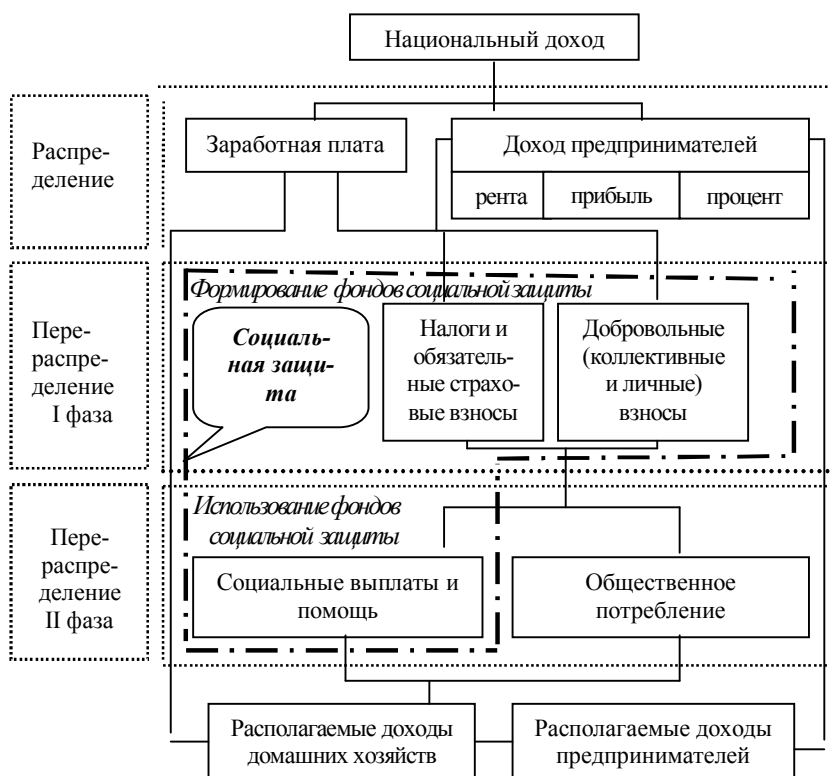 Национальный доход
Распре-
деление
Заработная плата
Доход предпринимателей
рента
прибыль
процент
Пере-
распре-
деление
I фаза
Формирование фондов социальной защиты
Социаль-
ная защи-
та
Налоги и
обязатель-
ные страхо-
вые взносы
Добровольные
(коллективные
и личные)
взносы
Пере-
распре-
деление
II фаза
Использование фондов
социальной защиты
Социальные выплаты и
помощь
Общественное
потребление
Располагаемые доходы
домашних хозяйств
Располагаемые доходы
предпринимателей